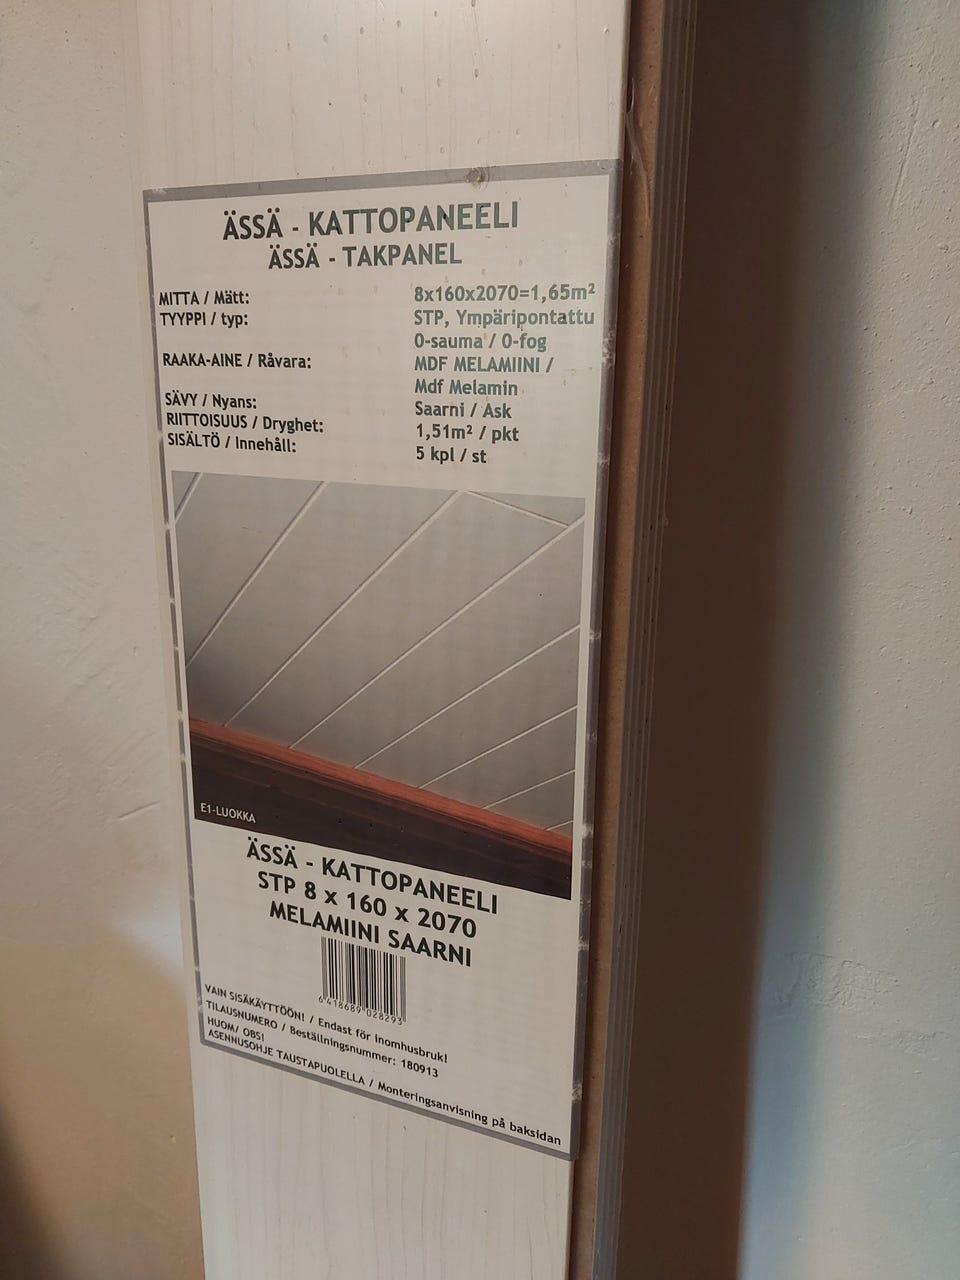 ÄSSÄ - KATTOPANEELI
ÄSSÄ - TAKPANEL
MITTA / Mätt: 8x160x2070=1,65m²
TYYPPI / typ: STP, Ympäripontattu
0-sauma / 0-fog
RAAKA-AINE / Råvara: MDF MELAMIINI /
Mdf Melamin
SÄVY / Nyans: Saarni / Ask
RIITTOISUUS / Dryghet: 1,51m² / pkt
SISÄLTÖ / Innehåll: 5 kpl / st
E1-LUOKKA
ÄSSÄ - KATTOPANEELI
STP 8 x 160 x 2070
MELAMIINI SAARNI
6 418689 028293
VAIN SISÄKÄYTTÖÖN! / Endast för inomhusbruk!
TILAUSNUMERO / Beställningsnummer: 180913
HUOM/ OBS!
ASENNUSOHJE TAUSTAPUOLELLA / Monteringsanvisning på baksidan